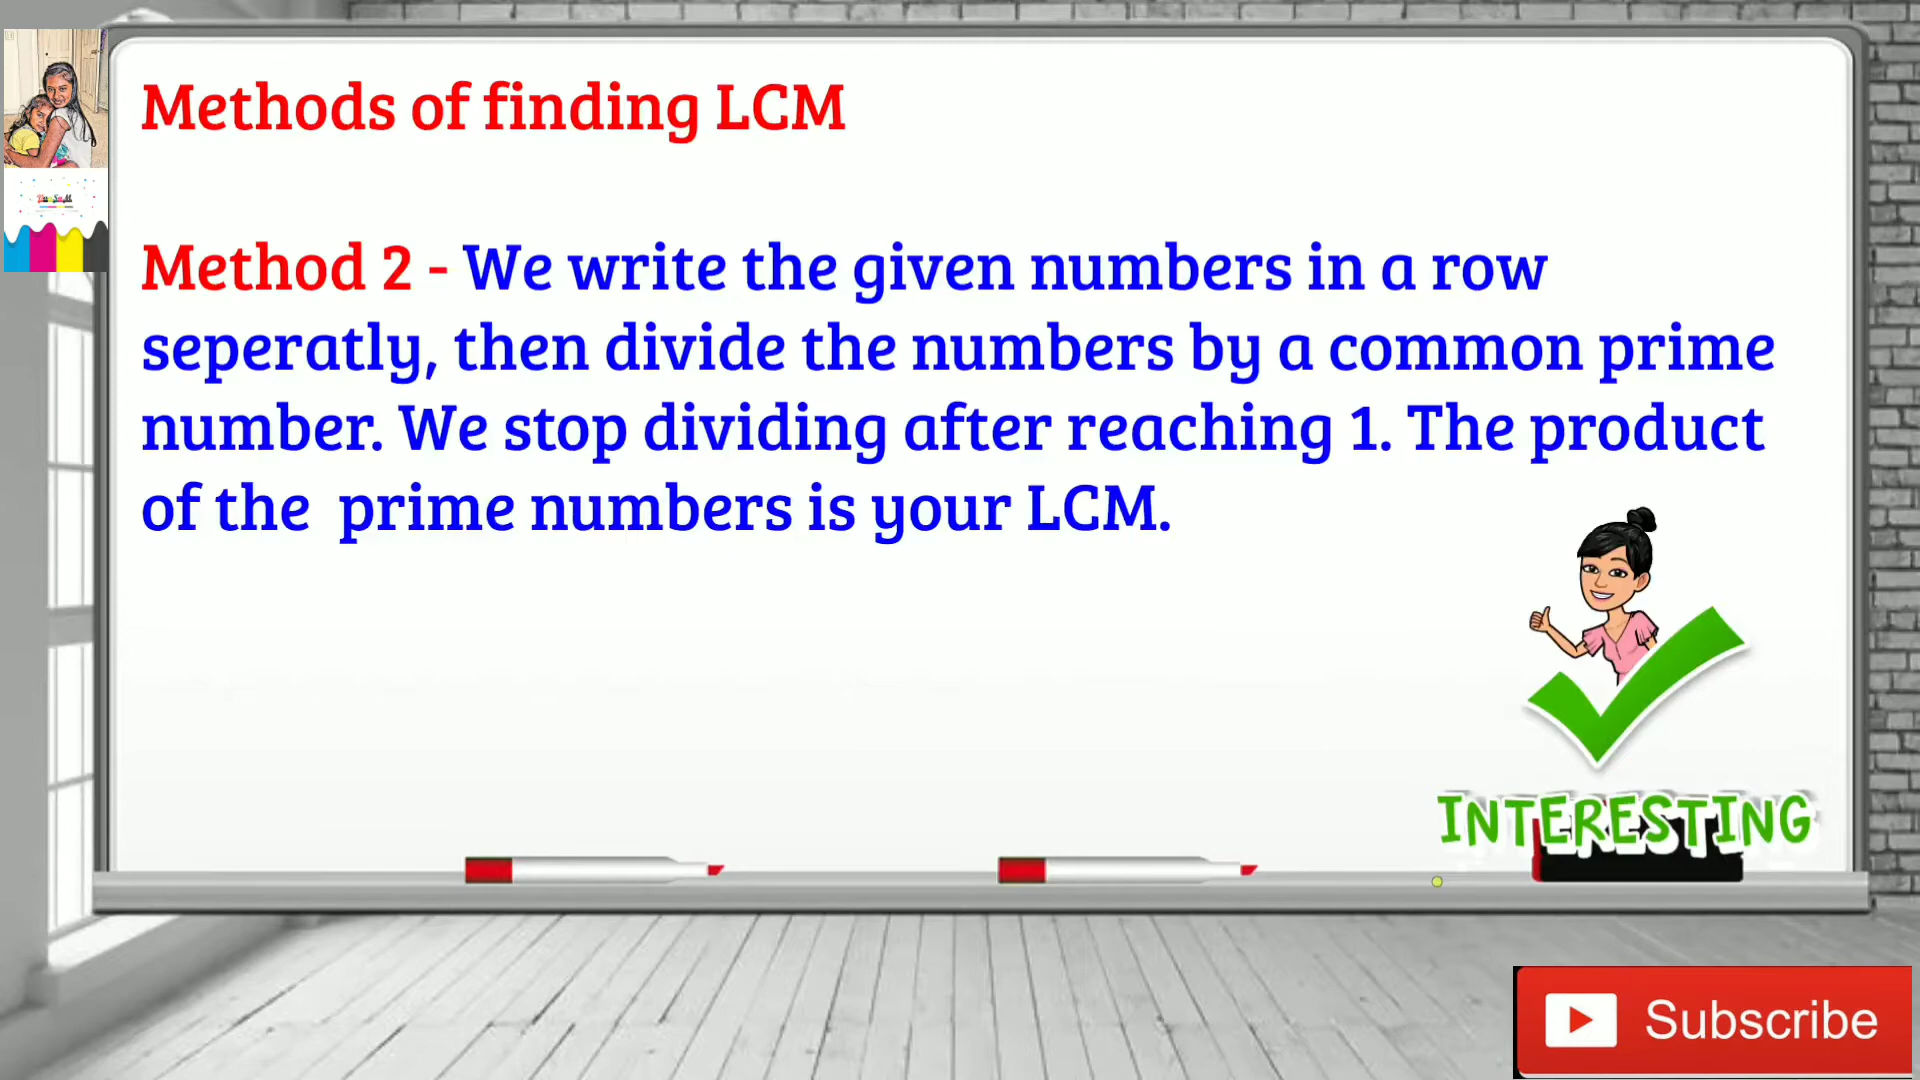 Methods of finding LCM
Method 2 - We write the given numbers in a row
seperatly, then divide the numbers by a common prime
number. We stop dividing after reaching 1. The product
of the prime numbers is your LCM.
INTERESTING
Subscribe